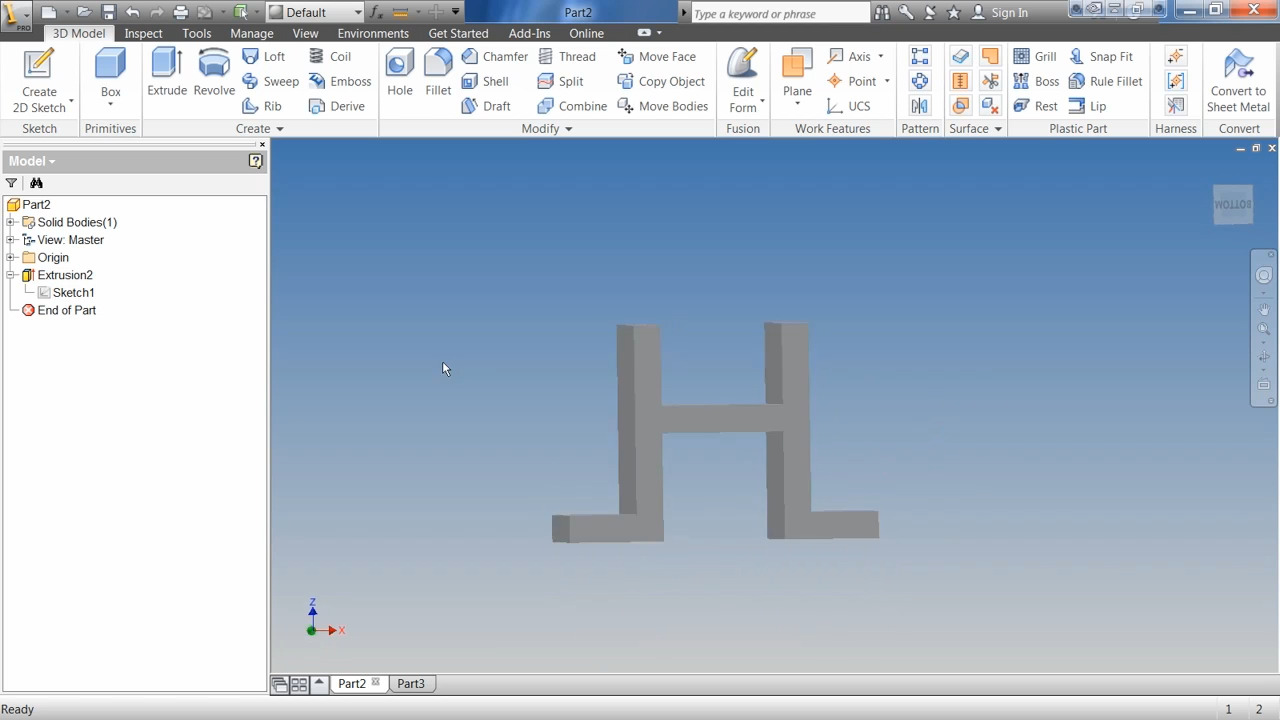 PRO
Default
Part2
Type a keyword or phrase
Sign In
3D Model Inspect Tools Manage View Environments Get Started Add-Ins Online
Create
2D Sketch
Box
Extrude
Revolve
Loft
Sweep
Rib
Coil
Emboss
Derive
Hole
Fillet
Chamfer
Shell
Draft
Thread
Split
Combine
Move Face
Copy Object
Move Bodies
Edit
Form
Plane
Axis
Point
UCS
Grill
Boss
Rest
Snap Fit
Rule Fillet
Lip
Convert to
Sheet Metal
Sketch Primitives Create Modify Fusion Work Features Pattern Surface Plastic Part Harness Convert
Model
Part2
Solid Bodies(1)
View: Master
Origin
Extrusion2
Sketch1
End of Part
BOTTOM
Z
X
Part2 Part3
Ready
1 2